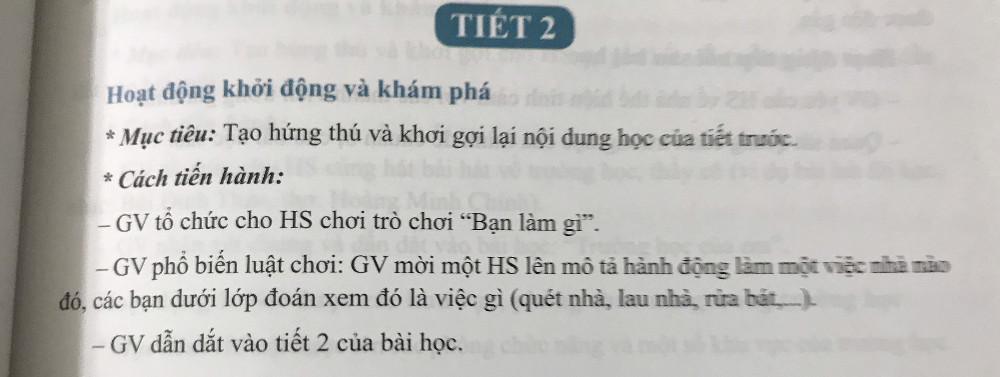 TIẾT 2
Hoạt động khởi động và khám phá
* Mục tiêu: Tạo hứng thú và khơi gợi lại nội dung học của tiết trước.
* Cách tiến hành:
– GV tổ chức cho HS chơi trò chơi “Bạn làm gì”.
– GV phổ biến luật chơi: GV mời một HS lên mô tả hành động làm một việc nhà nào
đó, các bạn dưới lớp đoán xem đó là việc gì (quét nhà, lau nhà, rửa bát,...).
– GV dẫn dắt vào tiết 2 của bài học.